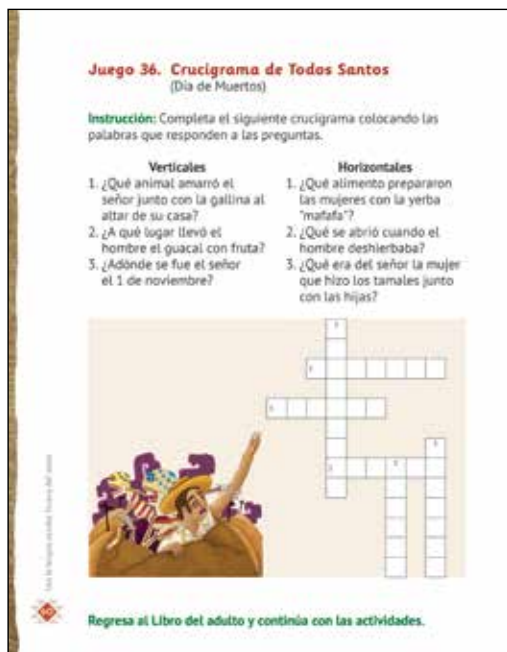 Juego 36. Crucigrama de Todos Santos
(Día de Muertos)
Instrucción: Completa el siguiente crucigrama colocando las
palabras que responden a las preguntas.
Verticales
1. ¿Qué animal amarró el
señor junto con la gallina al
altar de su casa?
2. ¿A qué lugar llevó el
hombre el guacal con fruta?
3. ¿Adónde se fue el señor
el 1 de noviembre?
Horizontales
1. ¿Qué alimento prepararon
las mujeres con la yerba
"mafafa"?
2. ¿Qué se abrió cuando el
hombre deshierbaba?
3. ¿Qué era del señor la mujer
que hizo los tamales junto
con las hijas?
Regresa al Libro del adulto y continúa con las actividades.